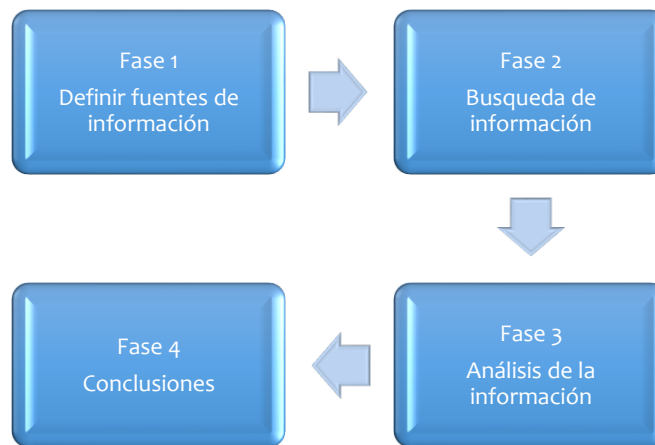 Fase 1
Definir fuentes de
información
Fase 2
Busqueda de
información
Fase 3
Análisis de la
información
Fase 4
Conclusiones